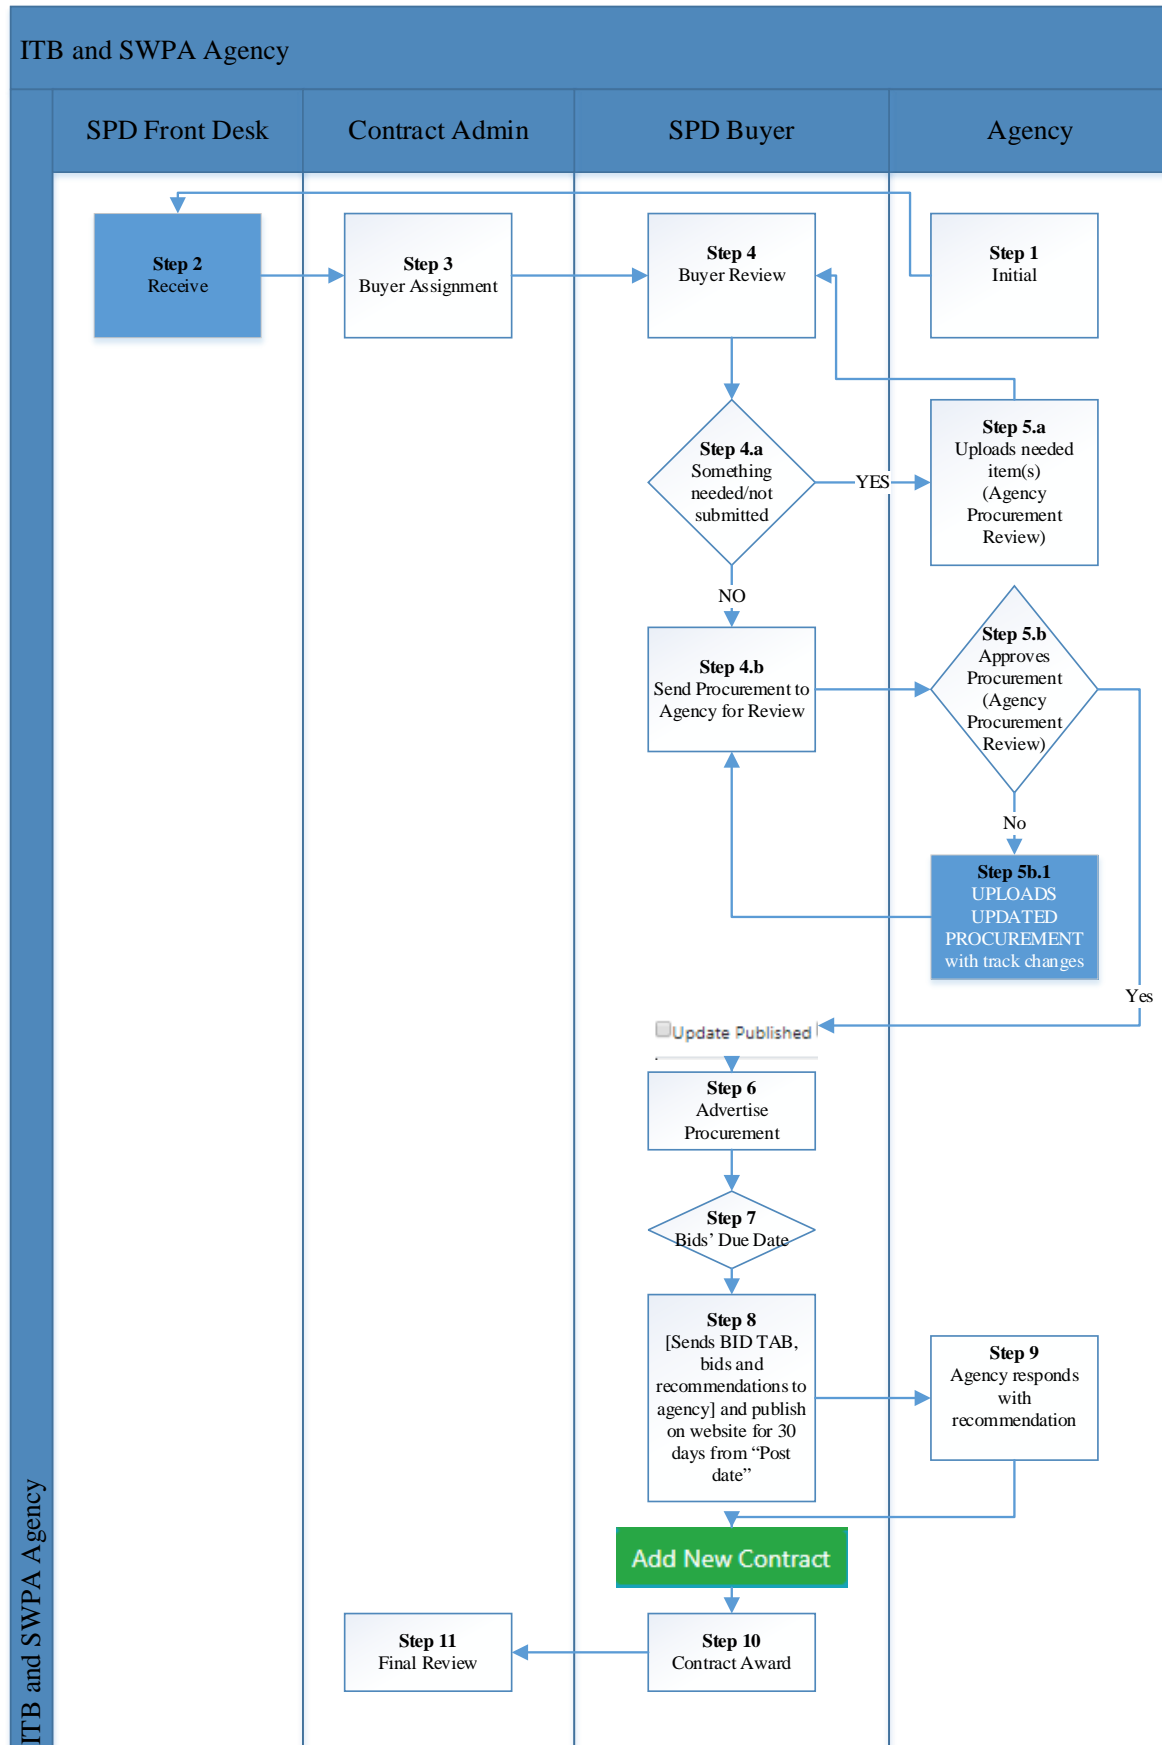 ITB and SWPA Agency
SPD Front Desk
Contract Admin
SPD Buyer
Agency
Step 2
Receive
Step 3
Buyer Assignment
Step 4
Buyer Review
Step 1
Initial
Step 4.a
Something
needed/not
submitted
YES
Step 5.a
Uploads needed
item(s)
(Agency
Procurement
Review)
NO
Step 4.b
Send Procurement to
Agency for Review
Step 5.b
Approves
Procurement
(Agency
Procurement
Review)
No
Step 5b.1
UPLOADS
UPDATED
PROCUREMENT
with track changes
Yes
Update Published
Step 6
Advertise
Procurement
Step 7
Bids’ Due Date
Step 8
[Sends BID TAB,
bids and
recommendations to
agency] and publish
on website for 30
days from “Post
date”
Step 9
Agency responds
with
recommendation
Add New Contract
Step 10
Contract Award
Step 11
Final Review
ITB and SWPA Agency